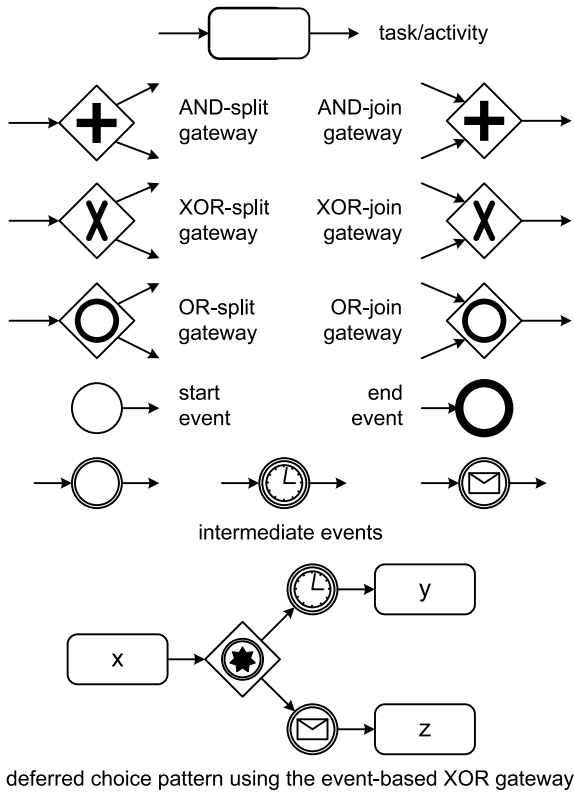 task/activity
AND-split
gateway
AND-join
gateway
XOR-split
gateway
XOR-join
gateway
OR-split
gateway
OR-join
gateway
start
event
end
event
intermediate events
y
x
z
deferred choice pattern using the event-based XOR gateway